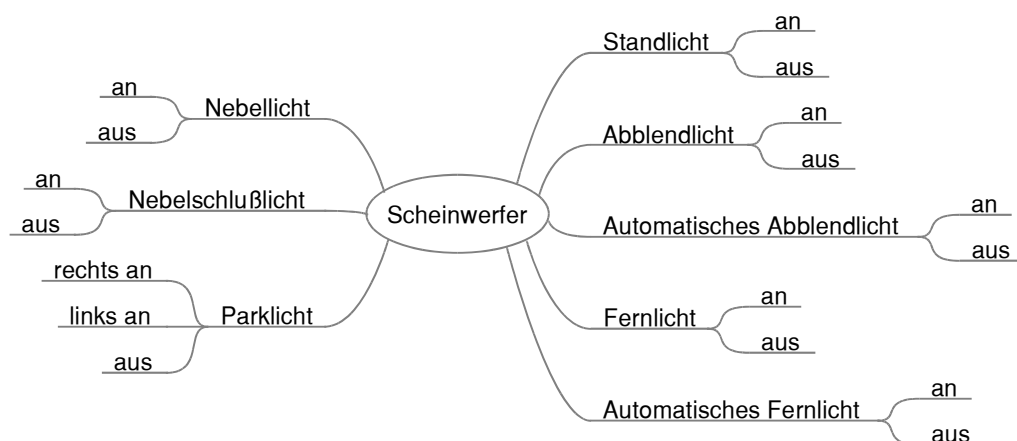 Scheinwerfer
Standlicht
an
aus
Abblendlicht
an
aus
Automatisches Abblendlicht
an
aus
Fernlicht
an
aus
Automatisches Fernlicht
an
aus
Nebellicht
an
aus
Nebelschlußlicht
an
aus
Parklicht
rechts an
links an
aus